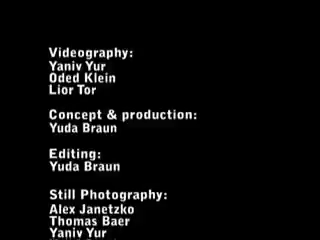 Videography:
Yaniv Yur
Oded Klein
Lior Tor
Concept & production:
Yuda Braun
Editing:
Yuda Braun
Still Photography:
Alex Janetzko
Thomas Baer
Yaniv Yur